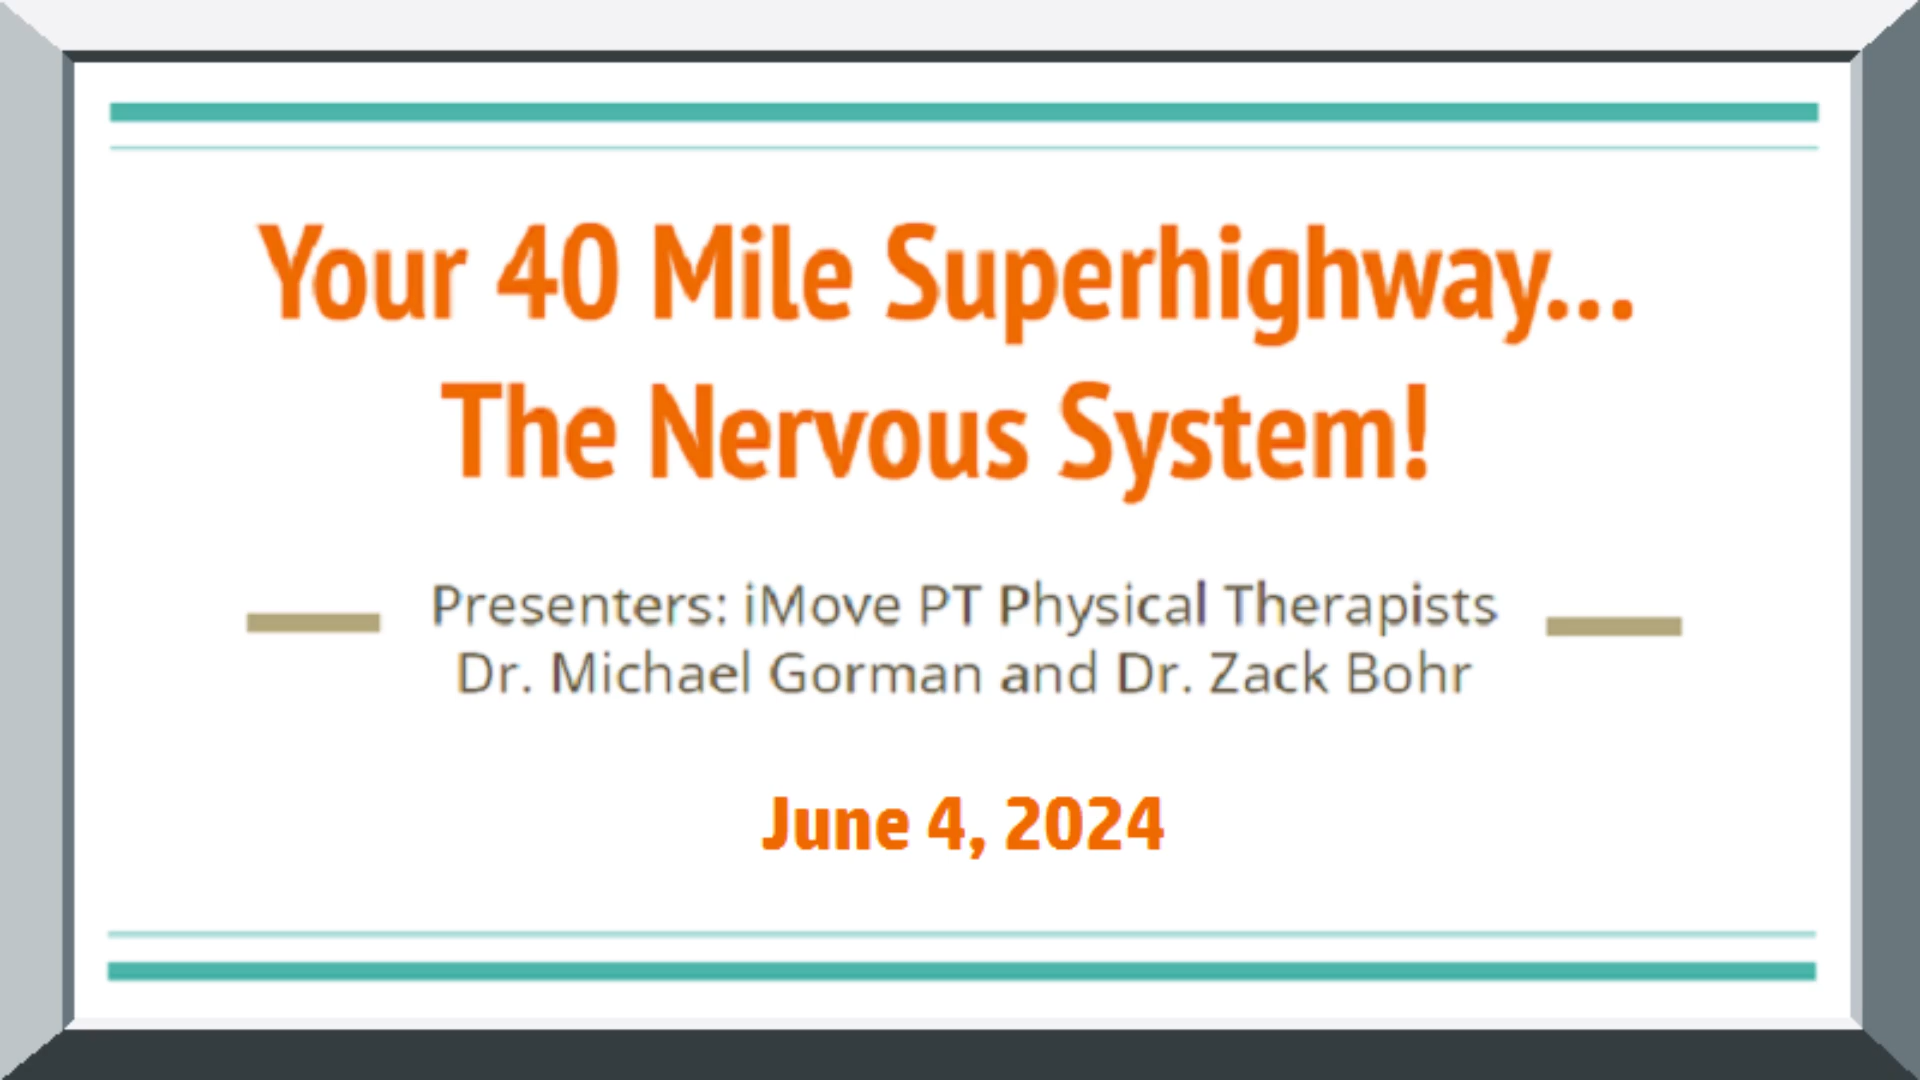 Your 40 Mile Superhighway...
The Nervous System!
Presenters: iMove PT Physical Therapists
Dr. Michael Gorman and Dr. Zack Bohr
June 4, 2024